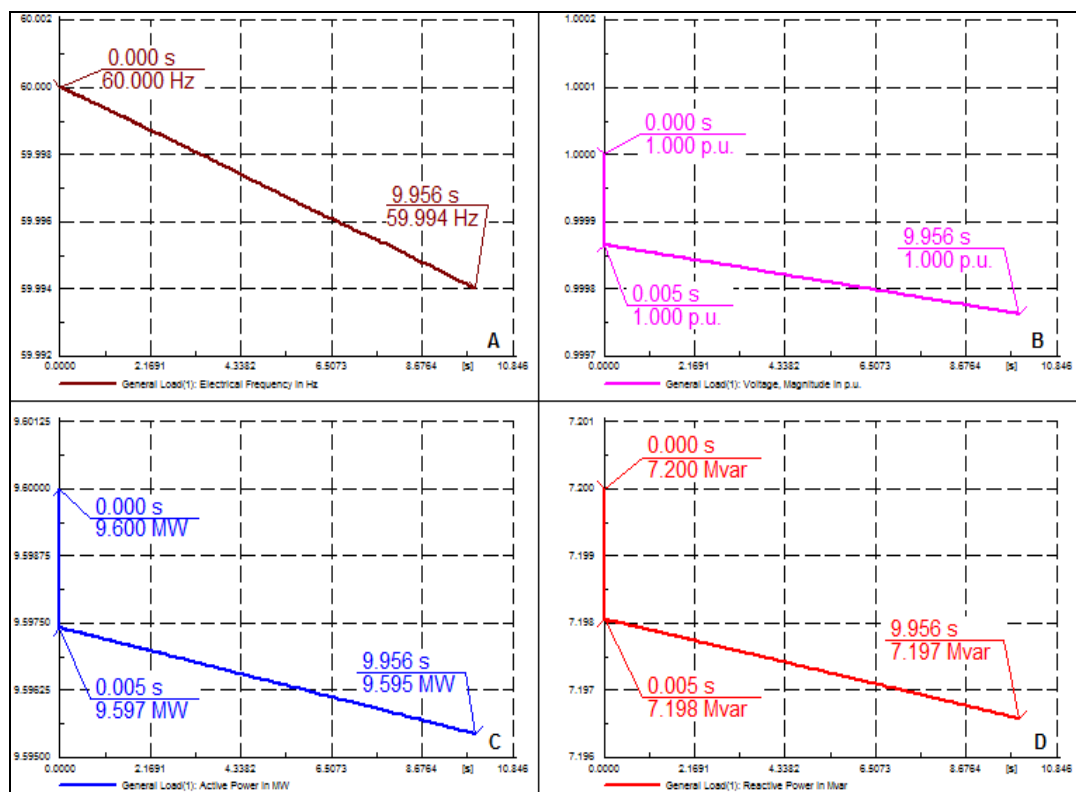 60.002
60.000
59.998
59.996
59.994
59.992
0.000 s
60.000 Hz
9.956 s
59.994 Hz
A
0.0000 2.1691 4.3382 6.5073 8.6764 [s] 10.846
General Load(1): Electrical Frequency in Hz
1.0002
1.0001
1.0000
0.9999
0.9998
0.9997
0.000 s
1.000 p.u.
9.956 s
1.000 p.u.
0.005 s
1.000 p.u.
B
0.0000 2.1691 4.3382 6.5073 8.6764 [s] 10.846
General Load(1): Voltage, Magnitude in p.u.
9.60125
9.60000
9.59875
9.59750
9.59625
9.59500
0.000 s
9.600 MW
9.956 s
9.595 MW
0.005 s
9.597 MW
C
0.0000 2.1691 4.3382 6.5073 8.6764 [s] 10.846
General Load(1): Active Power in MW
7.201
7.200
7.199
7.198
7.197
7.196
0.000 s
7.200 Mvar
9.956 s
7.197 Mvar
0.005 s
7.198 Mvar
D
0.0000 2.1691 4.3382 6.5073 8.6764 [s] 10.846
General Load(1): Reactive Power in Mvar